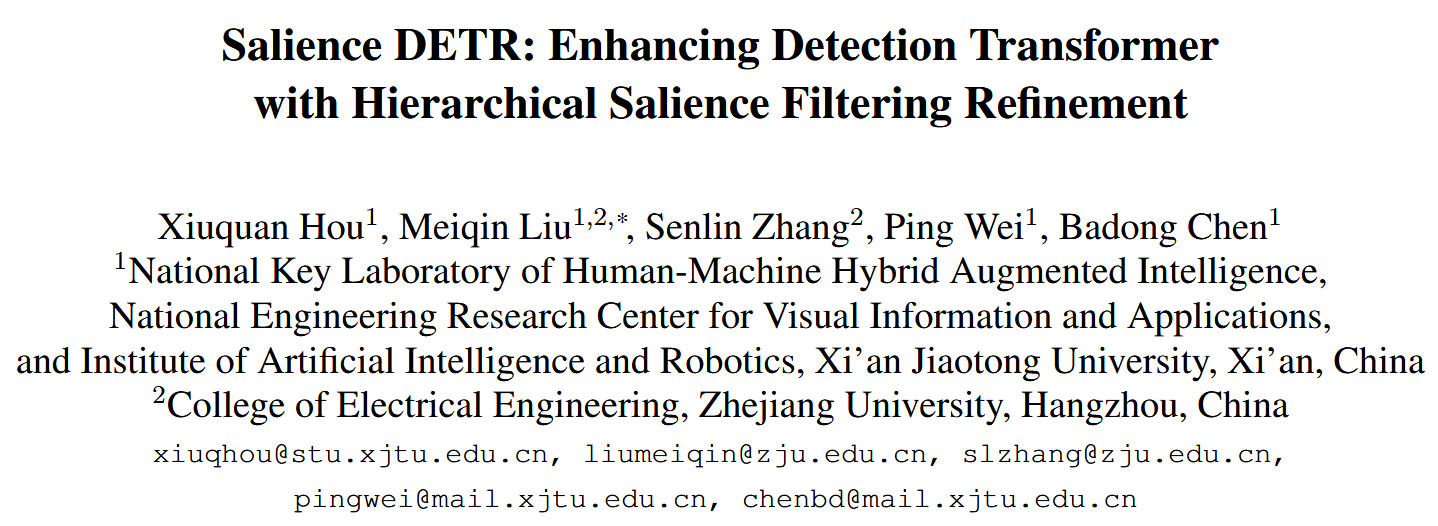 Salience DETR: Enhancing Detection Transformer
with Hierarchical Salience Filtering Refinement
Xiuquan Hou¹, Meiqin Liu¹,²,*, Senlin Zhang², Ping Wei¹, Badong Chen¹
¹National Key Laboratory of Human-Machine Hybrid Augmented Intelligence,
National Engineering Research Center for Visual Information and Applications,
and Institute of Artificial Intelligence and Robotics, Xi’an Jiaotong University, Xi’an, China
²College of Electrical Engineering, Zhejiang University, Hangzhou, China
xiuqhou@stu.xjtu.edu.cn, liumeiqin@zju.edu.cn, slzhang@zju.edu.cn,
pingwei@mail.xjtu.edu.cn, chenbd@mail.xjtu.edu.cn